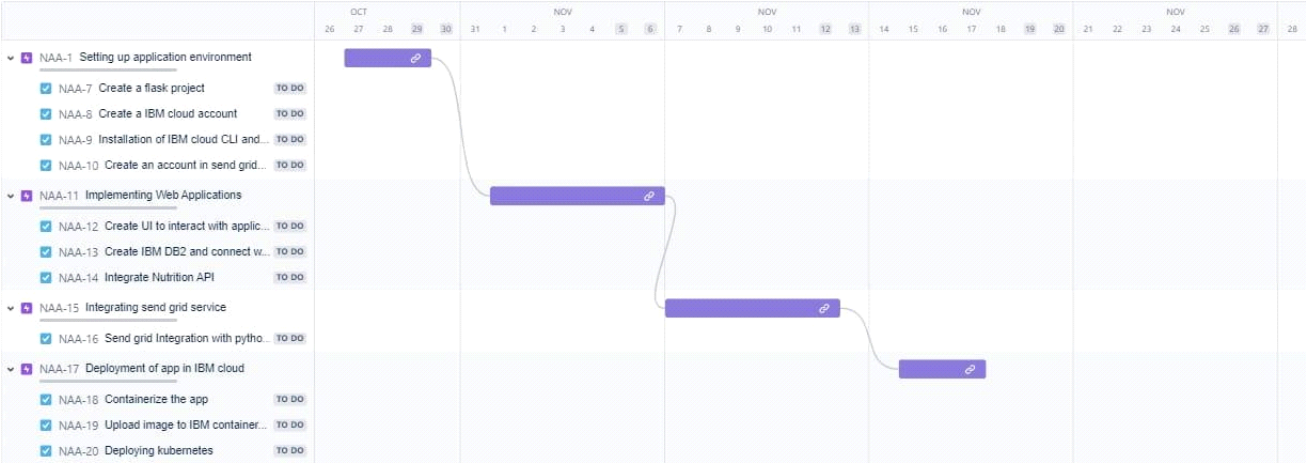 OCT NOV NOV NOV NOV
26 27 28 29 30 31 1 2 3 4 5 6 7 8 9 10 11 12 13 14 15 16 17 18 19 20 21 22 23 24 25 26 27 28
NAA-1 Setting up application environment
NAA-7 Create a flask project TO DO
NAA-8 Create a IBM cloud account TO DO
NAA-9 Installation of IBM cloud CLI and... TO DO
NAA-10 Create an account in send grid... TO DO
NAA-11 Implementing Web Applications
NAA-12 Create UI to interact with applic... TO DO
NAA-13 Create IBM DB2 and connect w... TO DO
NAA-14 Integrate Nutrition API TO DO
NAA-15 Integrating send grid service
NAA-16 Send grid Integration with pytho... TO DO
NAA-17 Deployment of app in IBM cloud
NAA-18 Containerize the app TO DO
NAA-19 Upload image to IBM container... TO DO
NAA-20 Deploying kubernetes TO DO